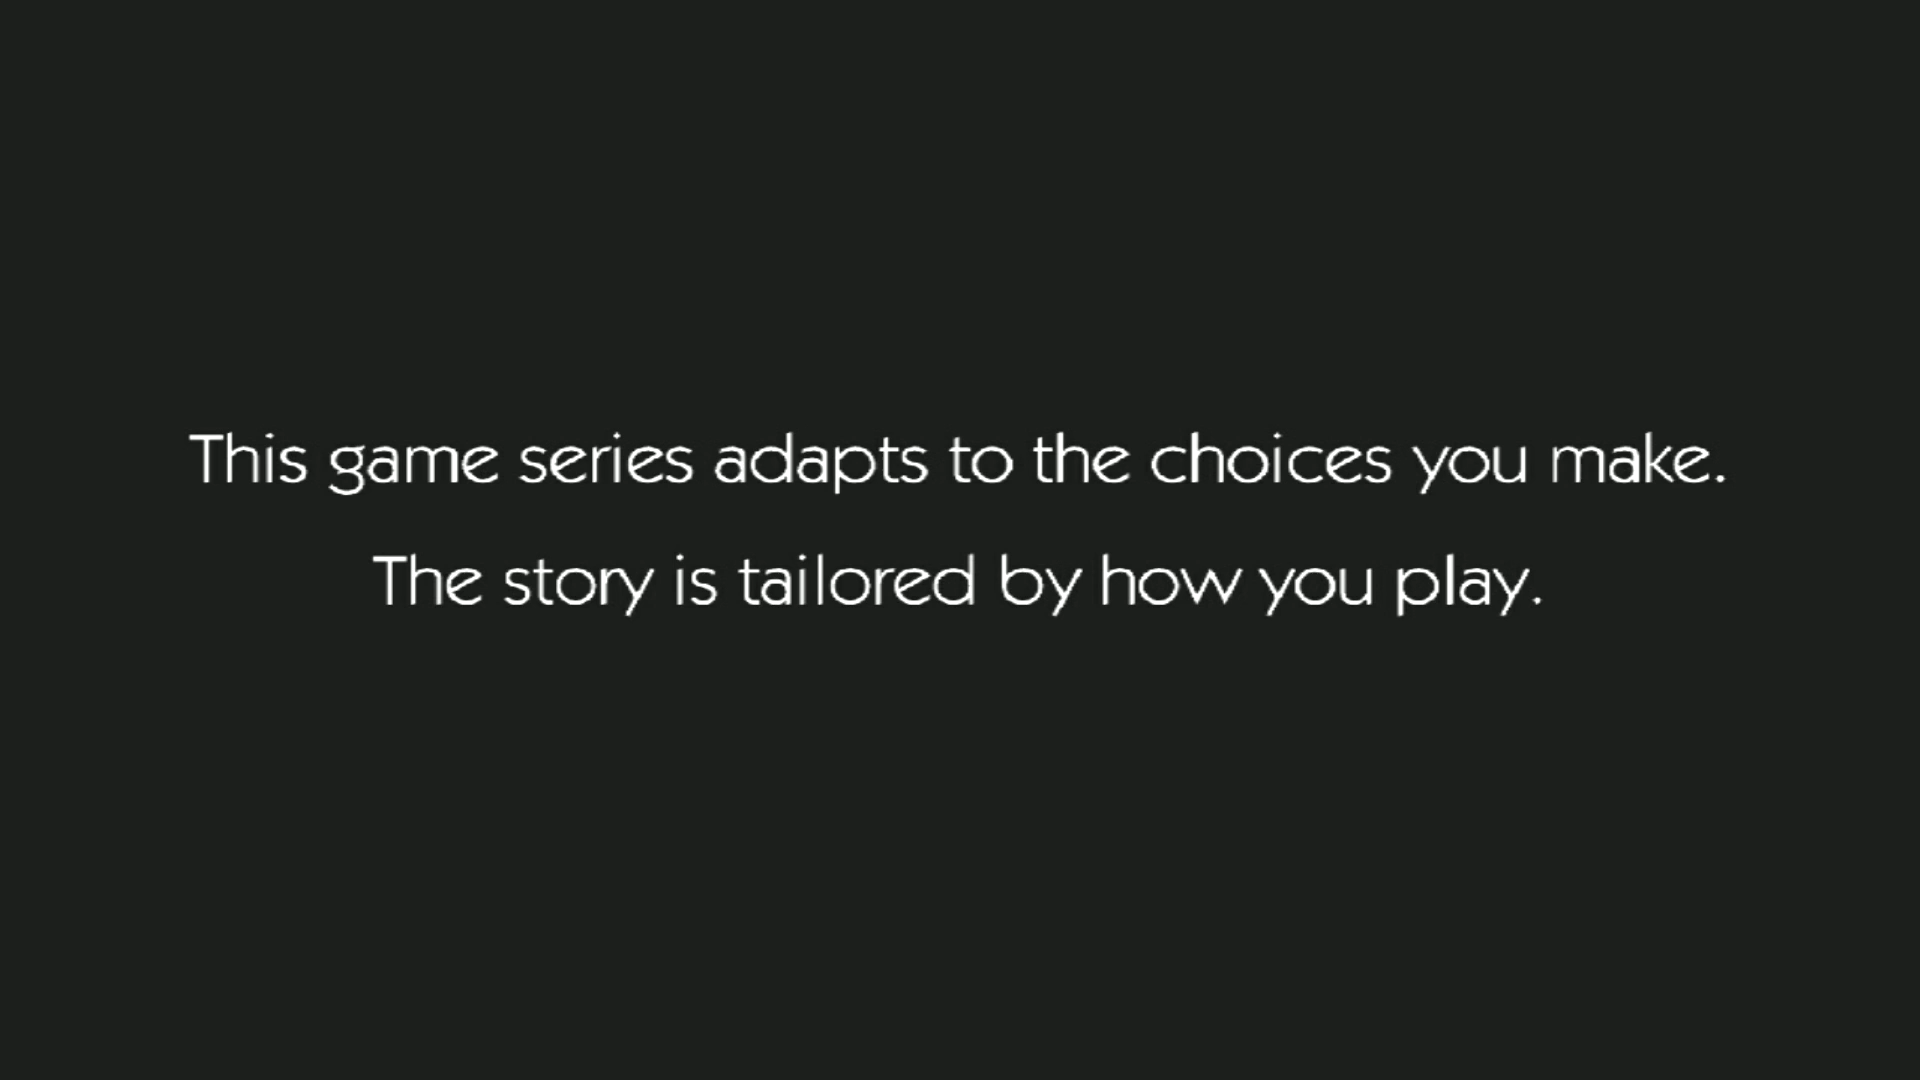 This game series adapts to the choices you make.
The story is tailored by how you play.